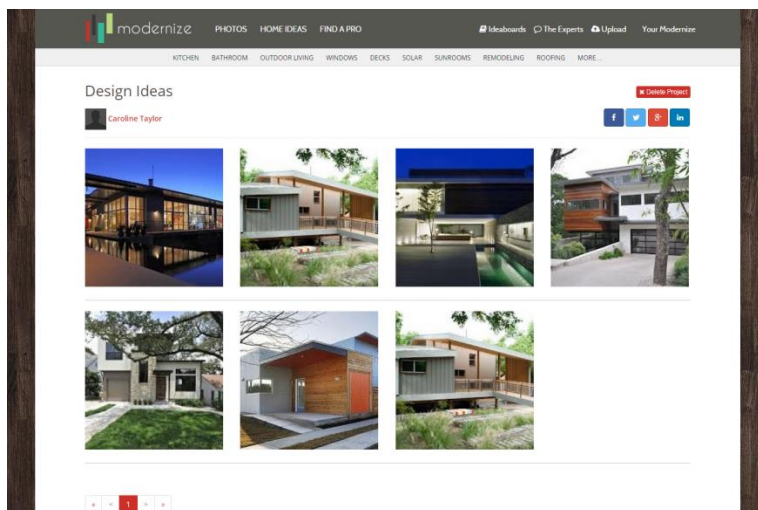 modernize PHOTOS HOME IDEAS FIND A PRO Ideaboards The Experts Upload Your Modernize
KITCHEN BATHROOM OUTDOOR LIVING WINDOWS DECKS SOLAR SUNROOMS REMODELING ROOFING MORE...
Design Ideas
✖ Delete Project
Caroline Taylor
f 8+ in
« < 1 > »